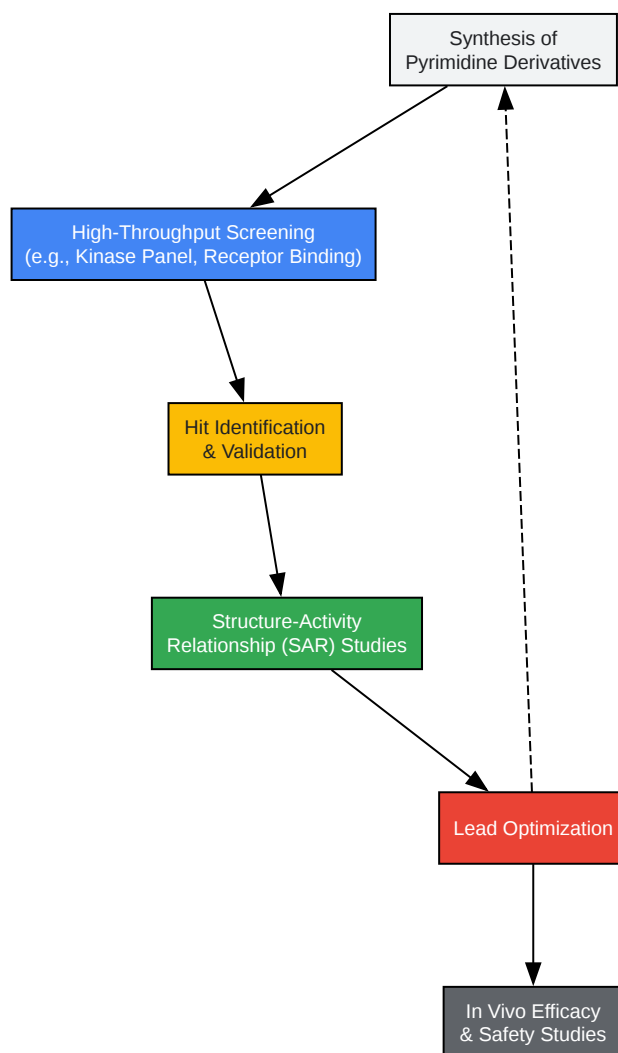 Synthesis of
Pyrimidine Derivatives
High-Throughput Screening
(e.g., Kinase Panel, Receptor Binding)
Hit Identification
& Validation
Structure-Activity
Relationship (SAR) Studies
Lead Optimization
In Vivo Efficacy
& Safety Studies